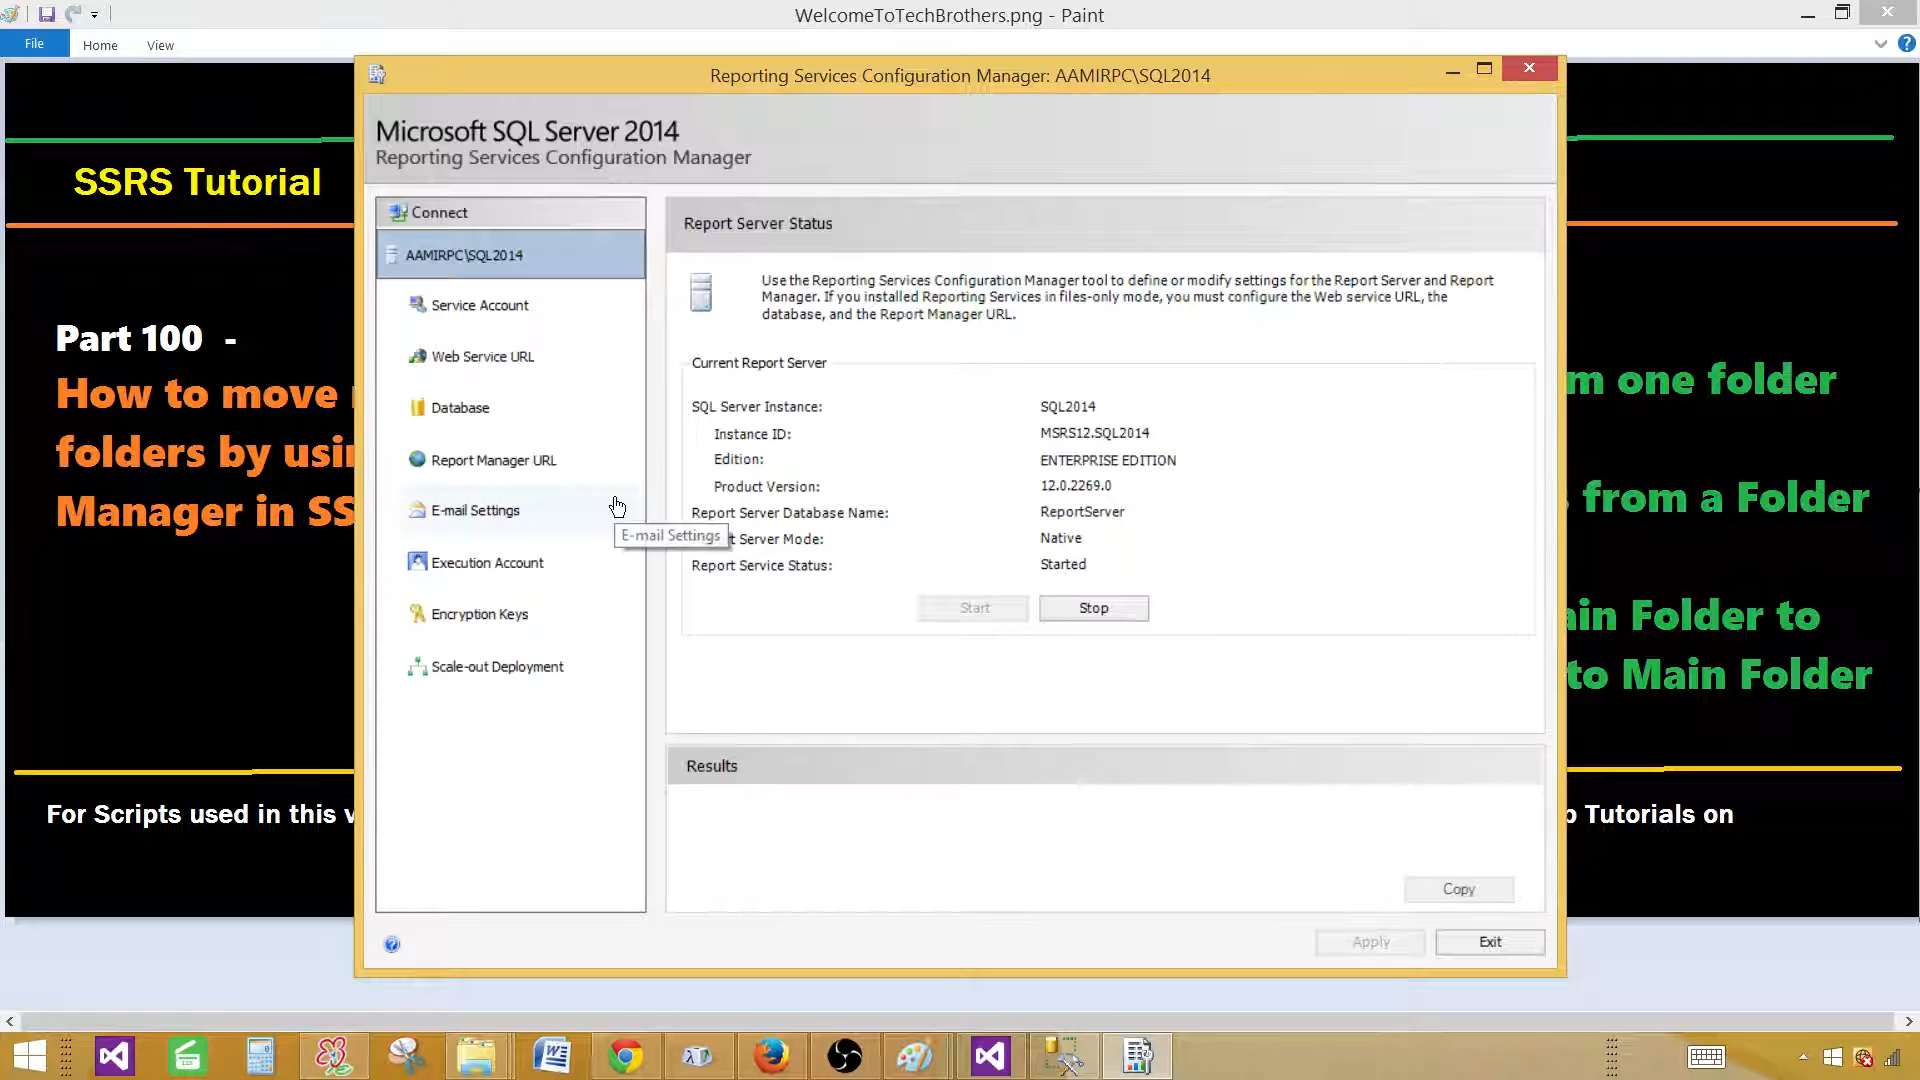 WelcomeToTechBrothers.png - Paint
File
Home
View
Reporting Services Configuration Manager: AAMIRPC\SQL2014
Microsoft SQL Server 2014
Reporting Services Configuration Manager
SSRS Tutorial
Part 100 -
How to move
folders by
Manager in
m one folder
from a Folder
Folder to
to Main Folder
For Scripts used in this
Tutorials on
Connect
AAMIRPC\SQL2014
Service Account
Web Service URL
Database
Report Manager URL
E-mail Settings
Execution Account
Encryption Keys
Scale-out Deployment
E-mail Settings
Report Server Status
Use the Reporting Services Configuration Manager tool to define or modify settings for the Report Server and Report
Manager. If you installed Reporting Services in files-only mode, you must configure the Web service URL, the
database, and the Report Manager URL.
Current Report Server
SQL Server Instance: SQL2014
Instance ID: MSRS12.SQL2014
Edition: ENTERPRISE EDITION
Product Version: 12.0.2269.0
Report Server Database Name: ReportServer
Server Mode: Native
Report Service Status: Started
Start
Stop
Results
Copy
Apply
Exit